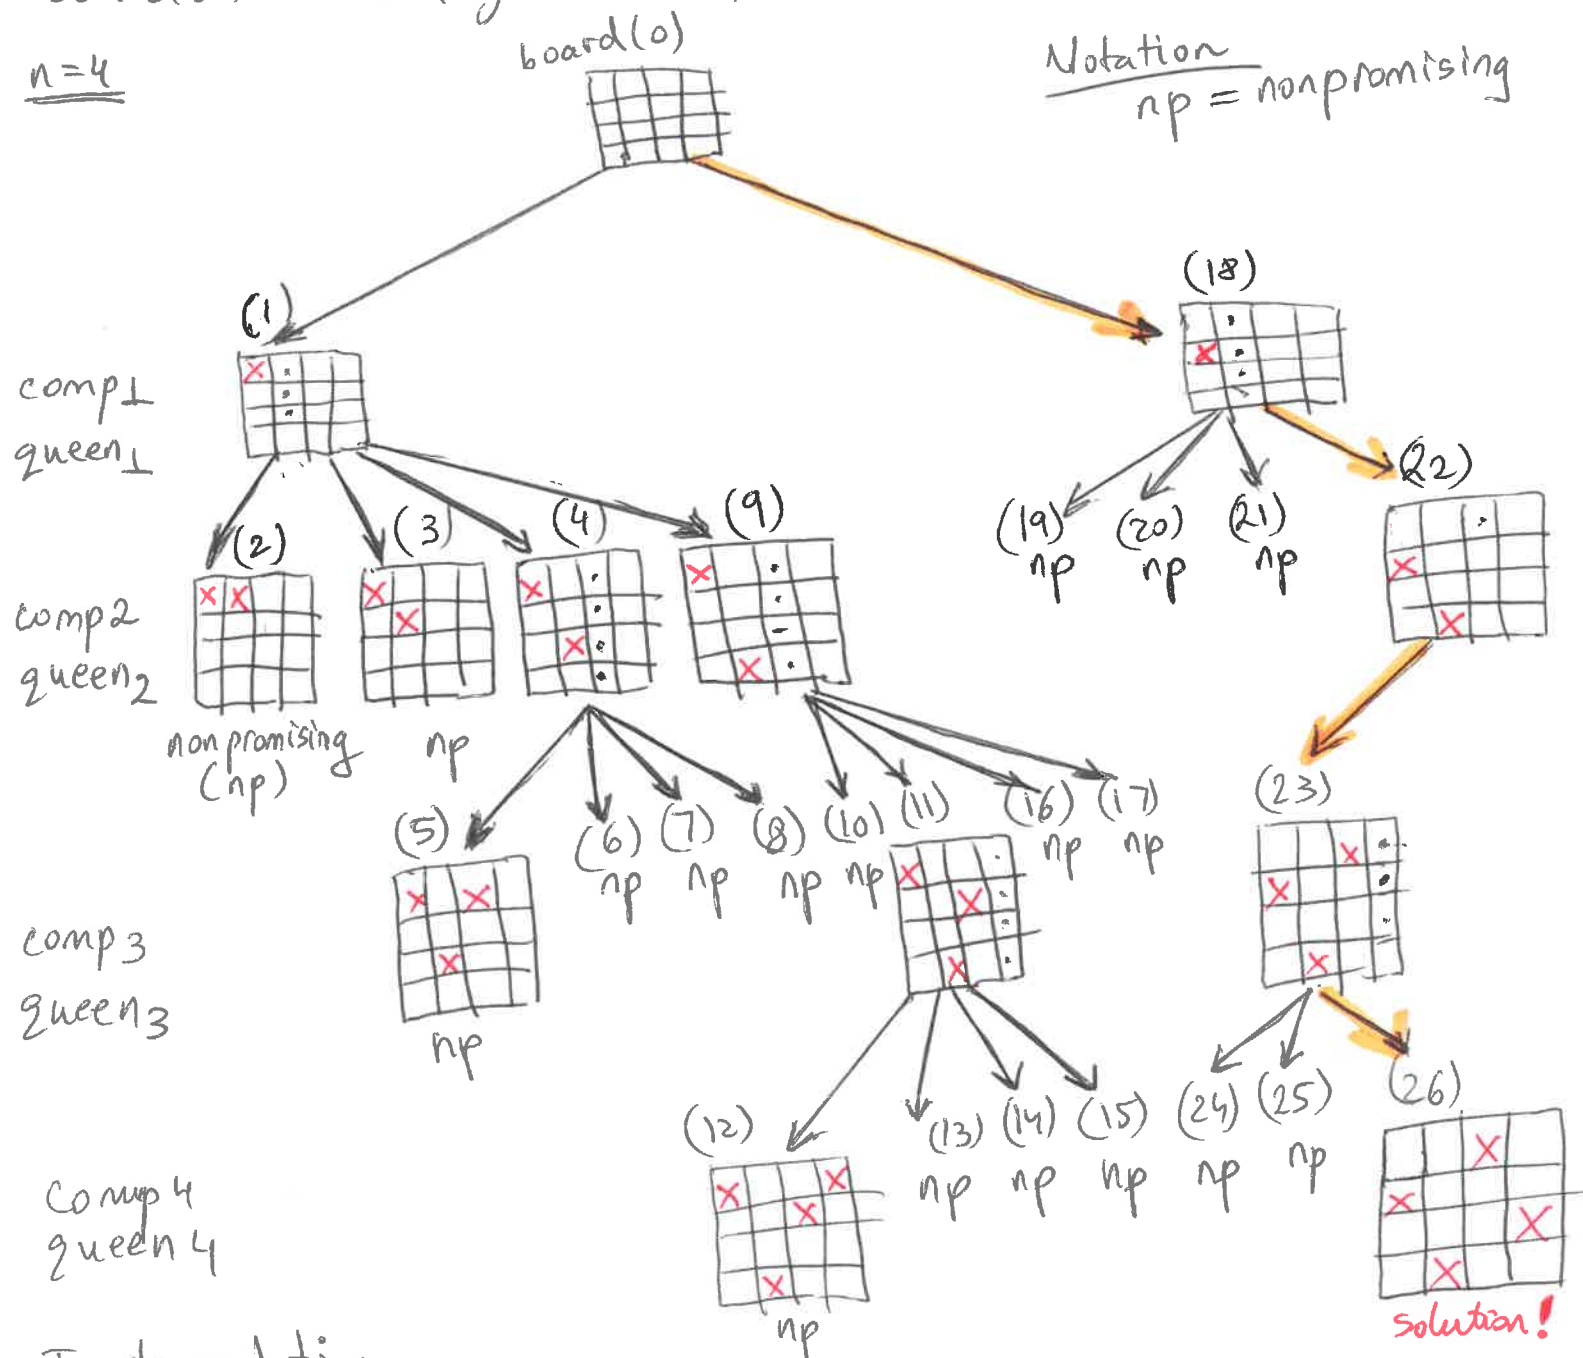 n=4
board(0)
Notation
np = nonpromising
(1)
(18)
comp1
queen1
(2)
(3)
(4)
(9)
(19)
np
(20)
np
(21)
np
(22)
comp2
queen2
nonpromising
(np)
np
(5)
(6)
np
(7)
np
(8)
np
(10)
np
(11)
(16)
np
(17)
np
(23)
comp3
queen3
np
(12)
(13)
np
(14)
np
(15)
np
(24)
np
(25)
np
(26)
comp4
queen4
np
solution!